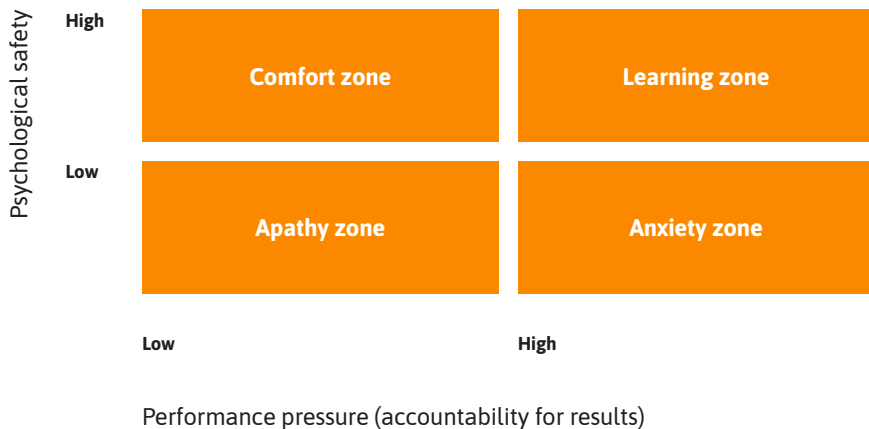 Psychological safety
High
Comfort zone
Learning zone
Low
Apathy zone
Anxiety zone
Low
High
Performance pressure (accountability for results)